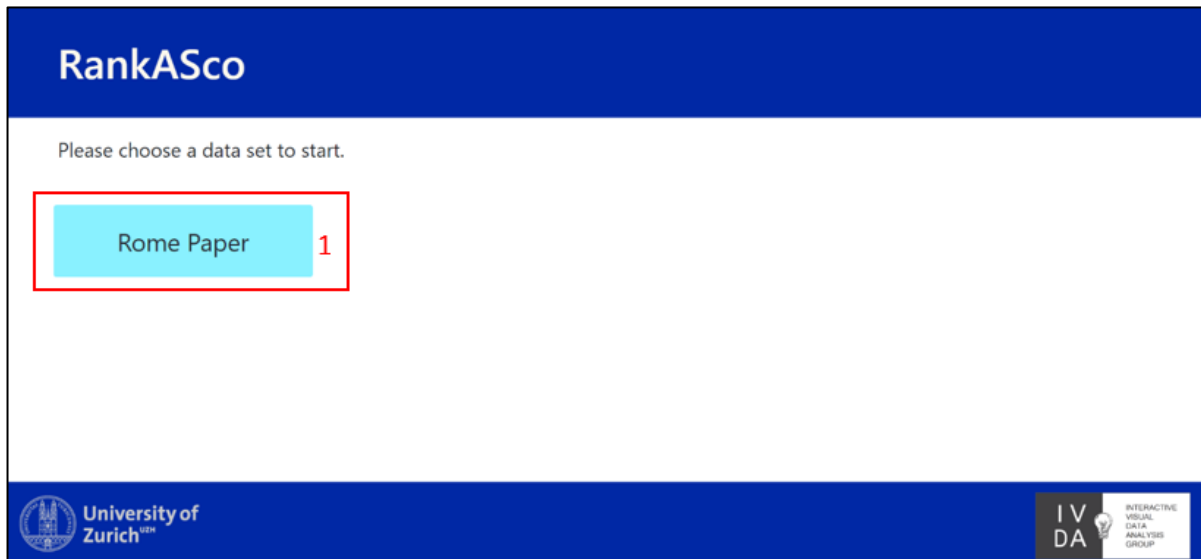 RankASco
Please choose a data set to start.
Rome Paper
1
University of
Zurich UZH
I V
DA
INTERACTIVE
VISUAL
DATA
ANALYSIS
GROUP